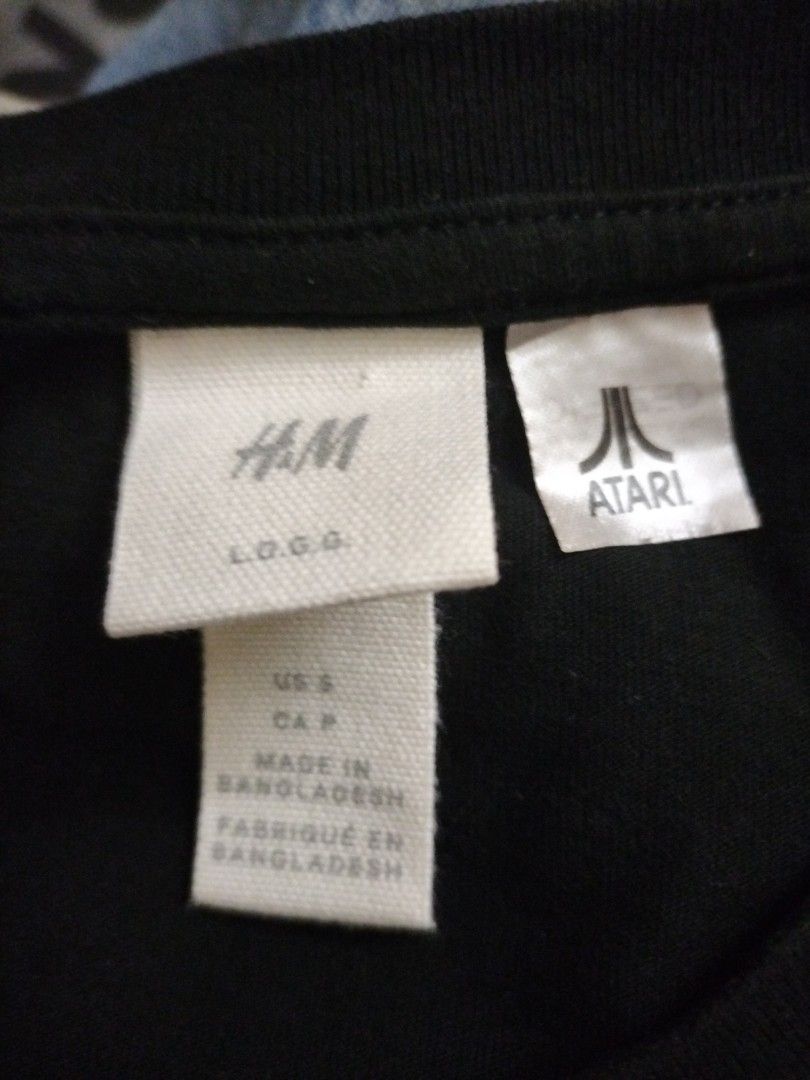 H&M
L.O.G.G.
US S
CA P
MADE IN
BANGLADESH
FABRIQUÉ EN
BANGLADESH
ATARI